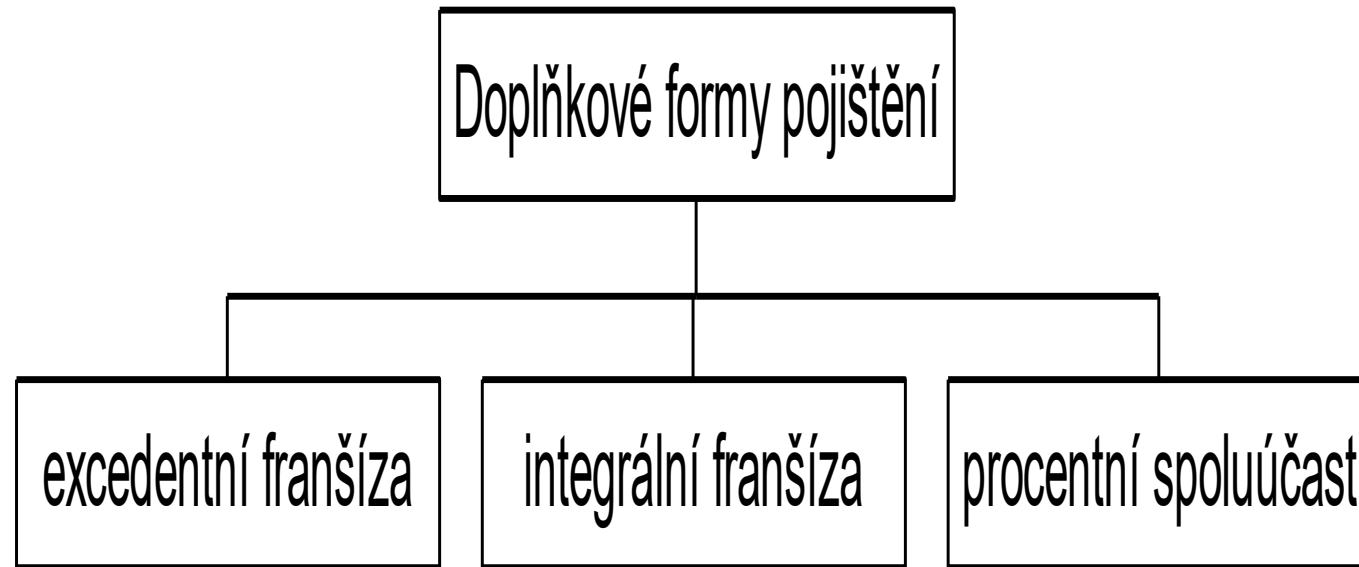 Doplňkové formy pojištění
excedentní franšíza
integrální franšíza
procentní spoluúčast